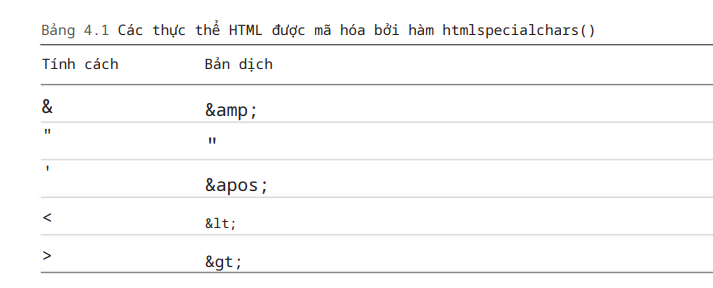 Bảng 4.1 Các thực thể HTML được mã hóa bởi hàm htmlspecialchars()
Tính cách Bản dịch
& &amp;
" "
' &apos;
< &lt;
> &gt;